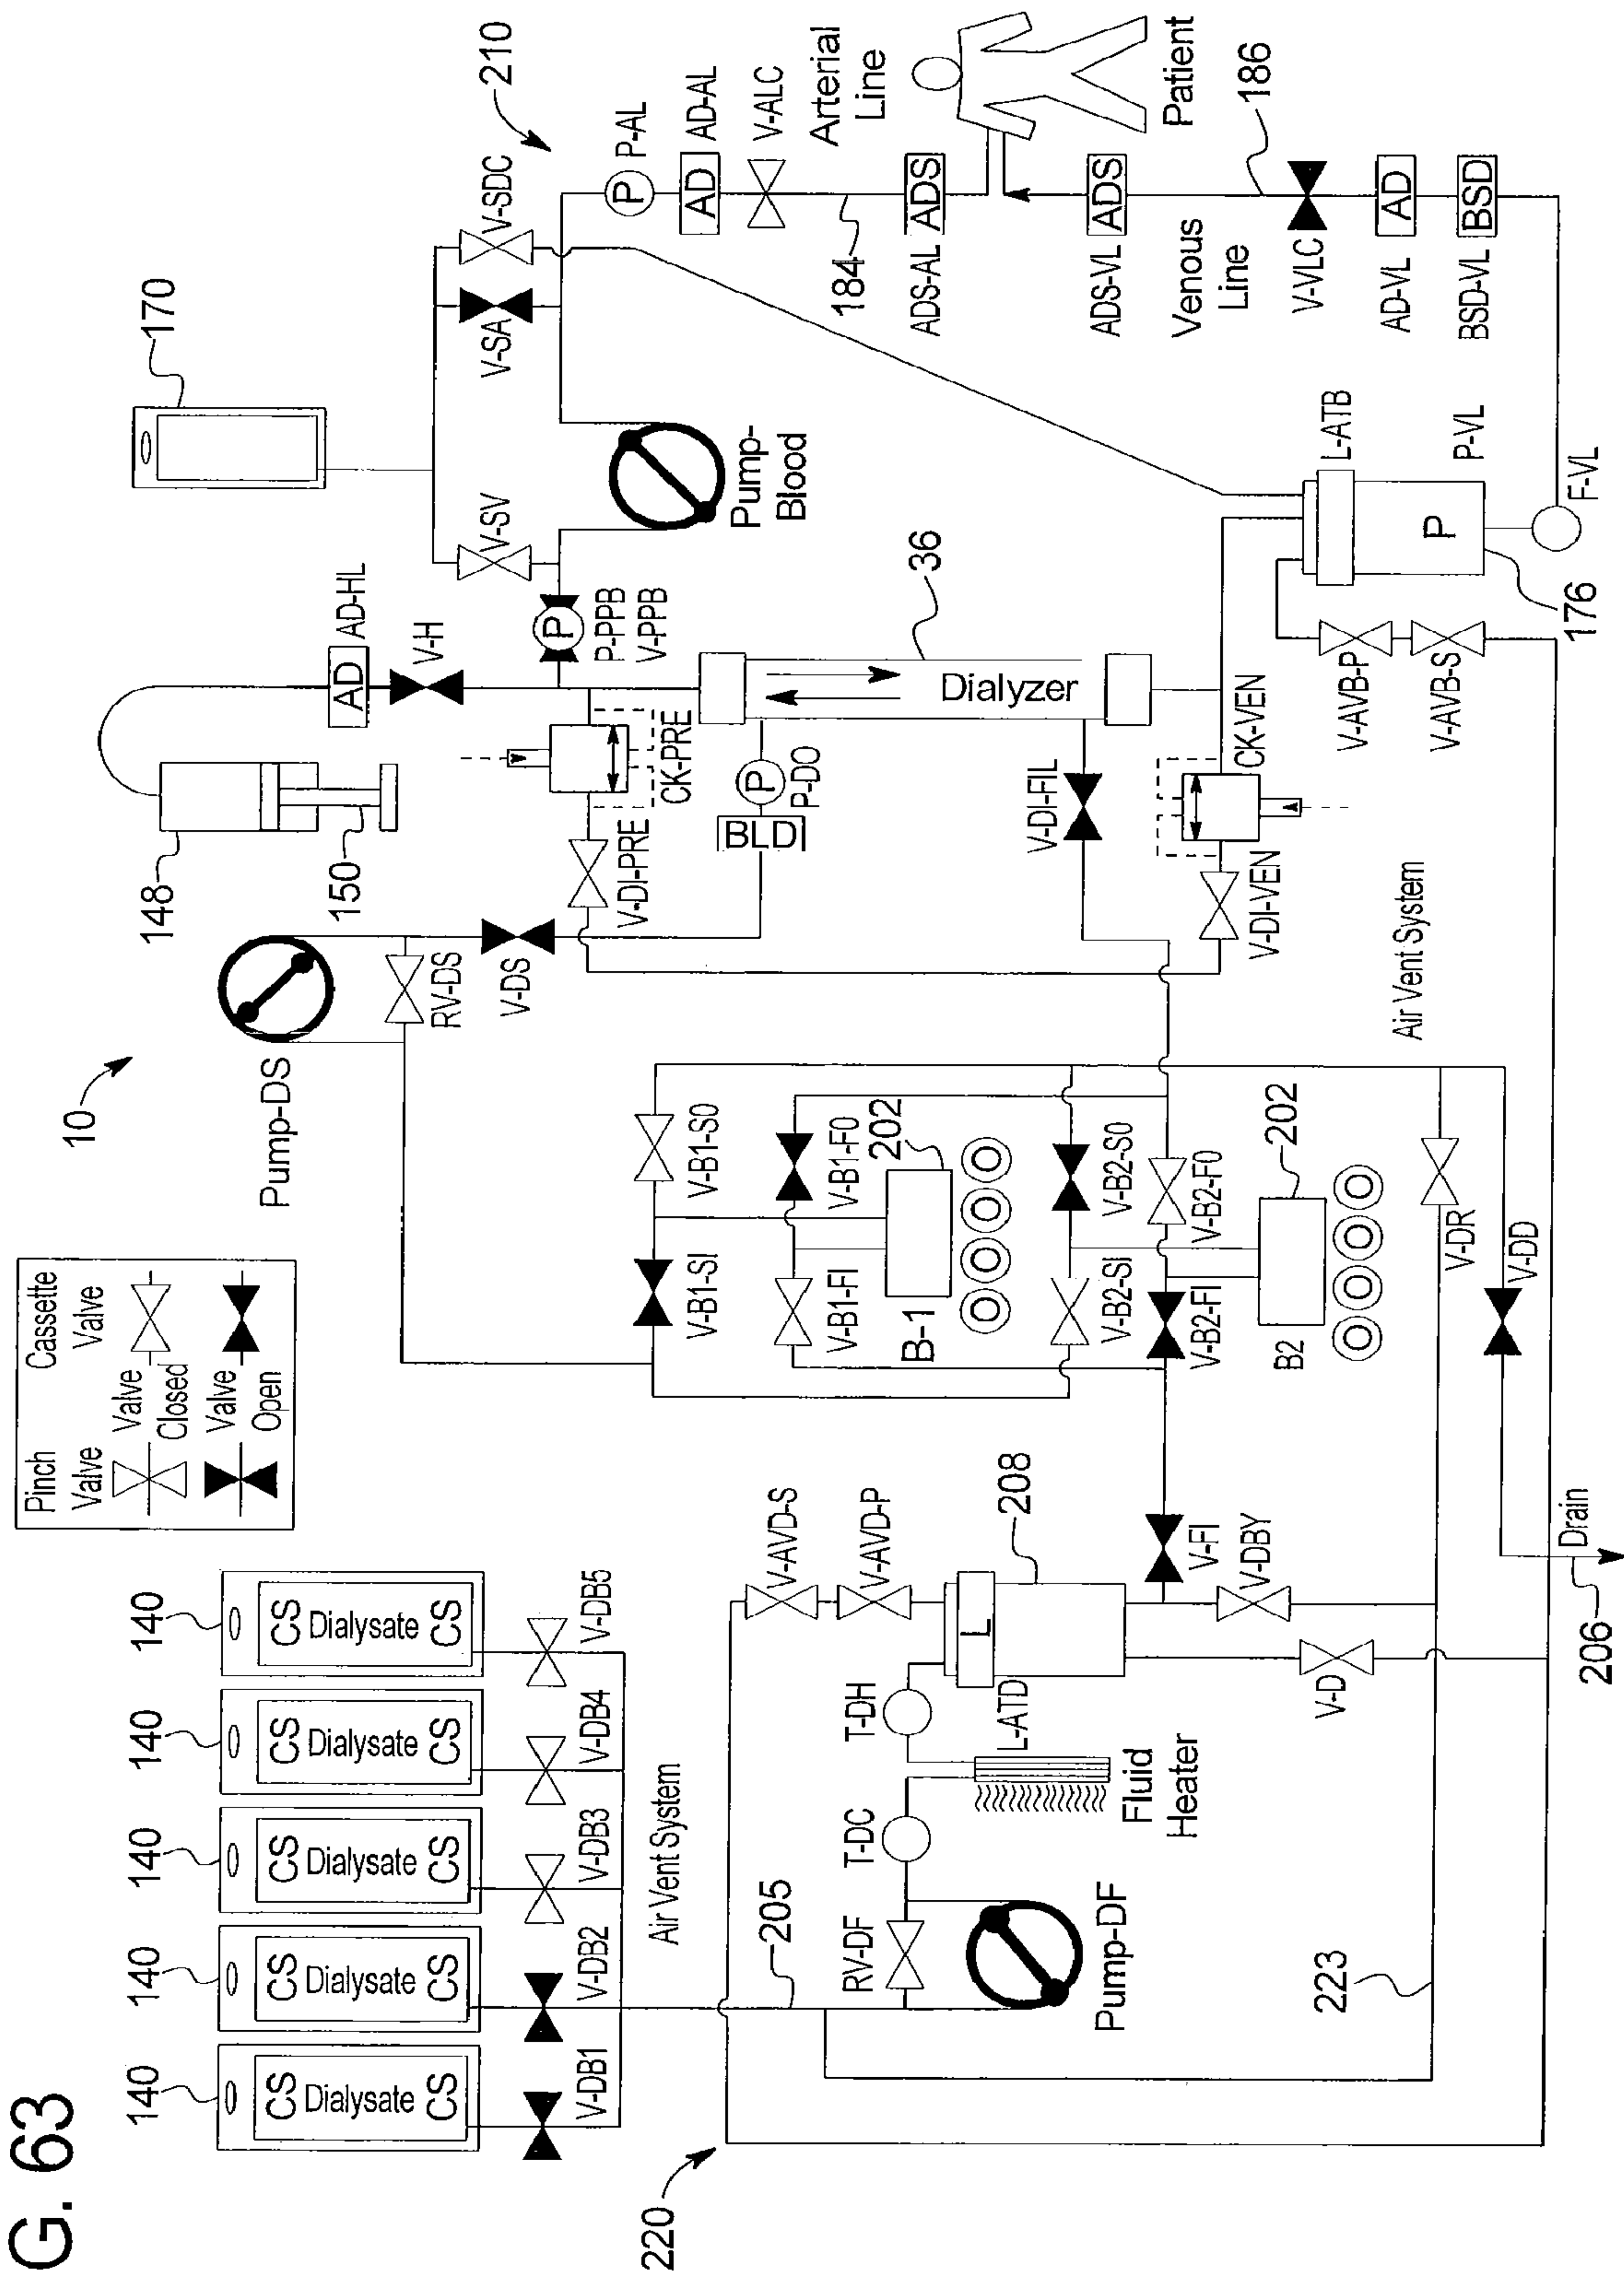 G. 63
10
220
Pinch Valve
Cassette Valve
Valve Closed
Valve Open
140
140
140
140
140
CS Dialysate CS
CS Dialysate CS
CS Dialysate CS
CS Dialysate CS
CS Dialysate CS
V-DB1
V-DB2
V-DB3
V-DB4
V-DB5
Air Vent System
205
RV-DF
Pump-DF
T-DC
T-DH
Fluid Heater
L-ATD
L
208
V-AVD-S
V-AVD-P
V-FI
V-DBY
V-D
223
Drain
206
Pump-DS
RV-DS
V-DS
V-B1-SI
V-B1-S0
V-B1-FI
V-B1-F0
B-1
202
V-B2-SI
V-B2-S0
V-B2-FI
V-B2-F0
B2
202
V-DR
V-DD
Air Vent System
148
150
AD
AD-HL
V-H
CK-PRE
V-DI-PRE
BLD
P
P-DO
V-DI-FIL
V-DI-VEN
CK-VEN
Dialyzer
36
P
P-PPB
V-PPB
170
V-SV
V-SA
V-SDC
210
Pump-Blood
P
P-AL
AD
AD-AL
V-ALC
Arterial Line
184
ADS
ADS-AL
Patient
ADS
ADS-VL
Venous Line
186
V-VLC
AD
AD-VL
BSD
BSD-VL
L-ATB
P
P-VL
F-VL
176
V-AVB-P
V-AVB-S